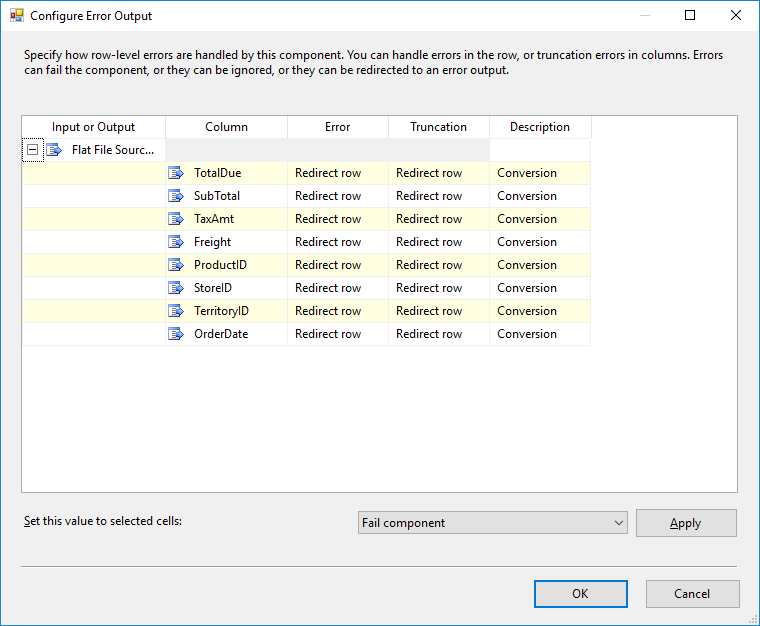 Configure Error Output
Specify how row-level errors are handled by this component. You can handle errors in the row, or truncation errors in columns. Errors
can fail the component, or they can be ignored, or they can be redirected to an error output.
Input or Output Column Error Truncation Description
Flat File Sourc...
TotalDue Redirect row Redirect row Conversion
SubTotal Redirect row Redirect row Conversion
TaxAmt Redirect row Redirect row Conversion
Freight Redirect row Redirect row Conversion
ProductID Redirect row Redirect row Conversion
StoreID Redirect row Redirect row Conversion
TerritoryID Redirect row Redirect row Conversion
OrderDate Redirect row Redirect row Conversion
Set this value to selected cells: Fail component Apply
OK Cancel